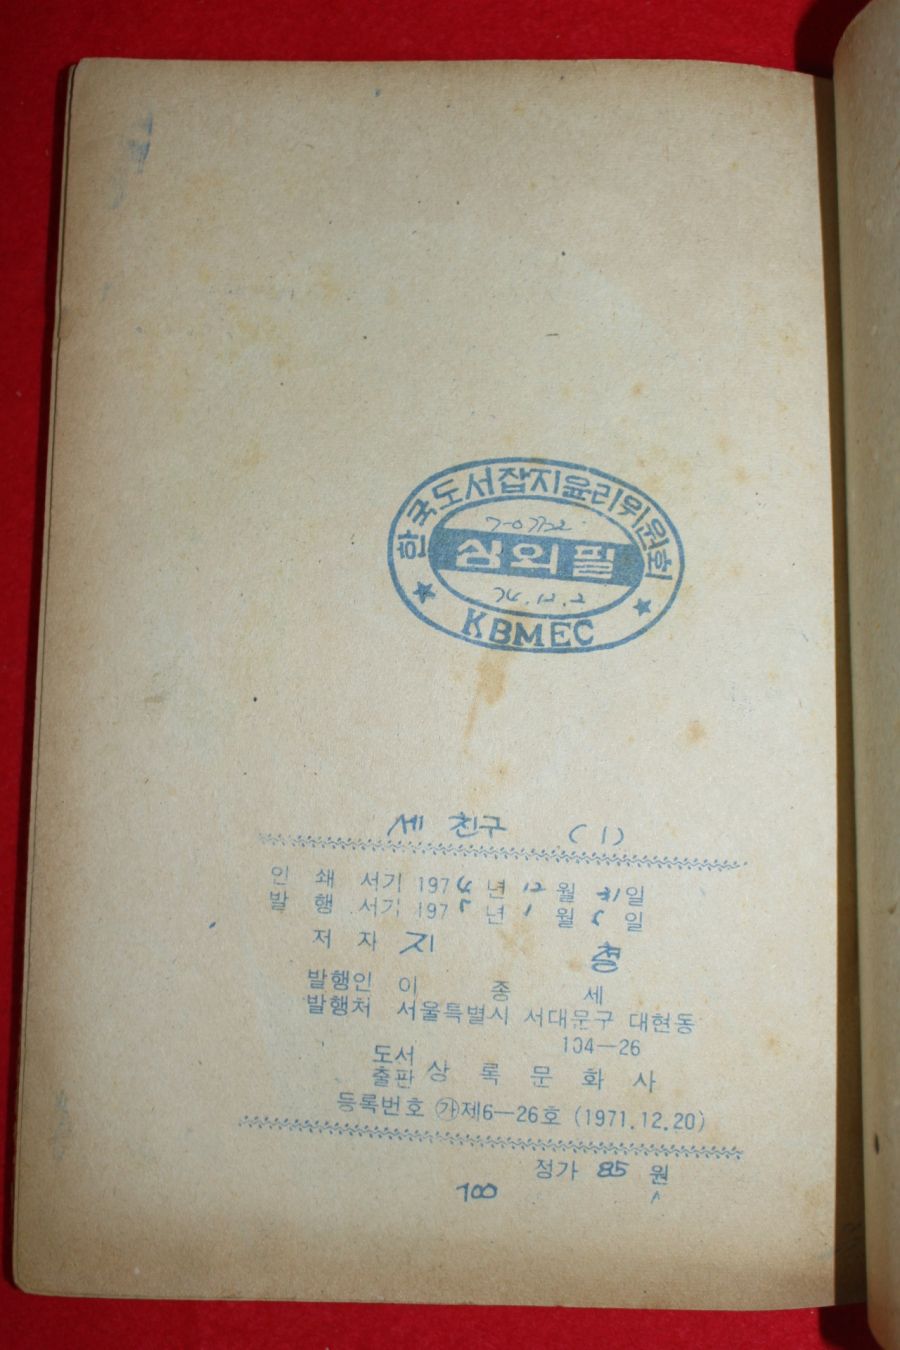 한국도서잡지윤리위원회
7-0732
심의필
74.12.2
★ KBMEC ★
세 친구 (1)
인 쇄 서기 1974년 12월 31일
발 행 서기 1975년 1월 5일
저 자 지 청
발행인 이 종 세
발행처 서울특별시 서대문구 대현동
104—26
도서출판 상 록 문 화 사
등록번호 ㉮제6—26호 (1971.12.20)
정가 85 원
100